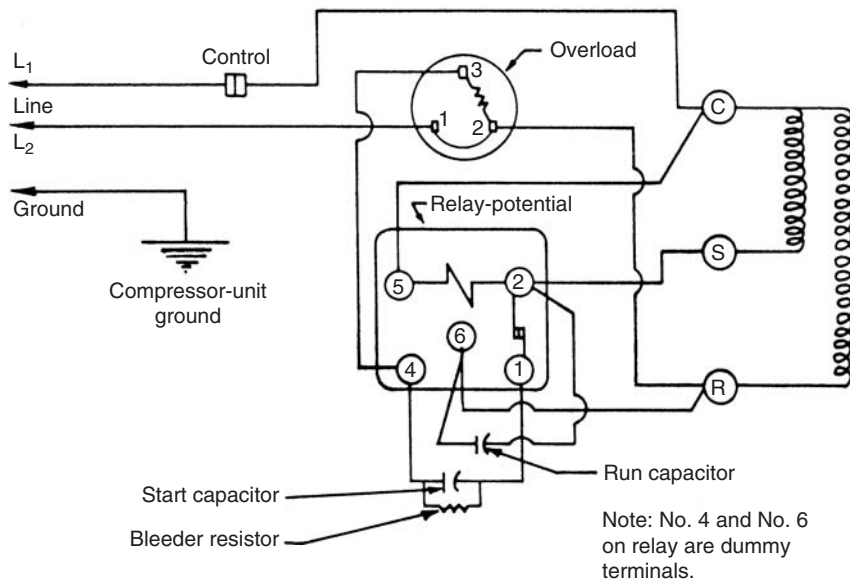 L1
Control
Overload
Line
L2
3
1
2
C
Ground
Relay-potential
S
Compressor-unit
ground
5
2
6
4
1
R
Start capacitor
Run capacitor
Bleeder resistor
Note: No. 4 and No. 6
on relay are dummy
terminals.